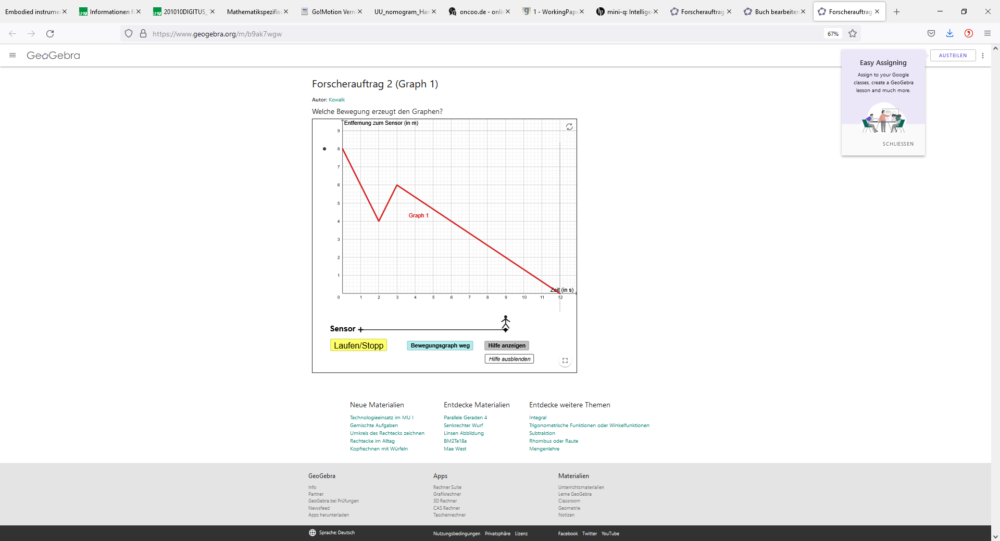 Embodied instrume
Informationen fü
201010DIGITUS_
Mathematikspezifisc
Go!Motion Verni
UU_nomogram_Han
oncoo.de - onlin
1 - WorkingPape
mini-q: Intellige
Forscherauftrag
Buch bearbeiten
Forscherauftrag
https://www.geogebra.org/m/b9ak7wgw
67%
GeoGebra
AUSTEILEN
Easy Assigning
Assign to your Google
classes, create a GeoGebra
lesson and much more.
SCHLIESSEN
Forscherauftrag 2 (Graph 1)
Autor: Kowalk
Welche Bewegung erzeugt den Graphen?
Entfernung zum Sensor (in m)
9
8
7
6
5
4
3
2
1
Graph 1
Zeit (in s)
0 1 2 3 4 5 6 7 8 9 10 11 12
Sensor
Laufen/Stopp
Bewegungsgraph weg
Hilfe anzeigen
Hilfe ausblenden
Neue Materialien
Technologieeinsatz im MU I
Gemischte Aufgaben
Umkreis des Rechtecks zeichnen
Rechtecke im Alltag
Kopfrechnen mit Würfeln
Entdecke Materialien
Parallele Geraden 4
Senkrechter Wurf
Linsen Abbildung
BM2Te18a
Mae West
Entdecke weitere Themen
Integral
Trigonometrische Funktionen oder Winkelfunktionen
Subtraktion
Rhombus oder Raute
Mengenlehre
GeoGebra
Info
Partner
GeoGebra bei Prüfungen
Newsfeed
Apps herunterladen
Apps
Rechner Suite
Grafikrechner
3D Rechner
CAS Rechner
Taschenrechner
Materialien
Unterrichtsmaterialien
Lerne GeoGebra
Classroom
Geometrie
Notizen
Sprache: Deutsch
Nutzungsbedingungen Privatsphäre Lizenz
Facebook Twitter YouTube